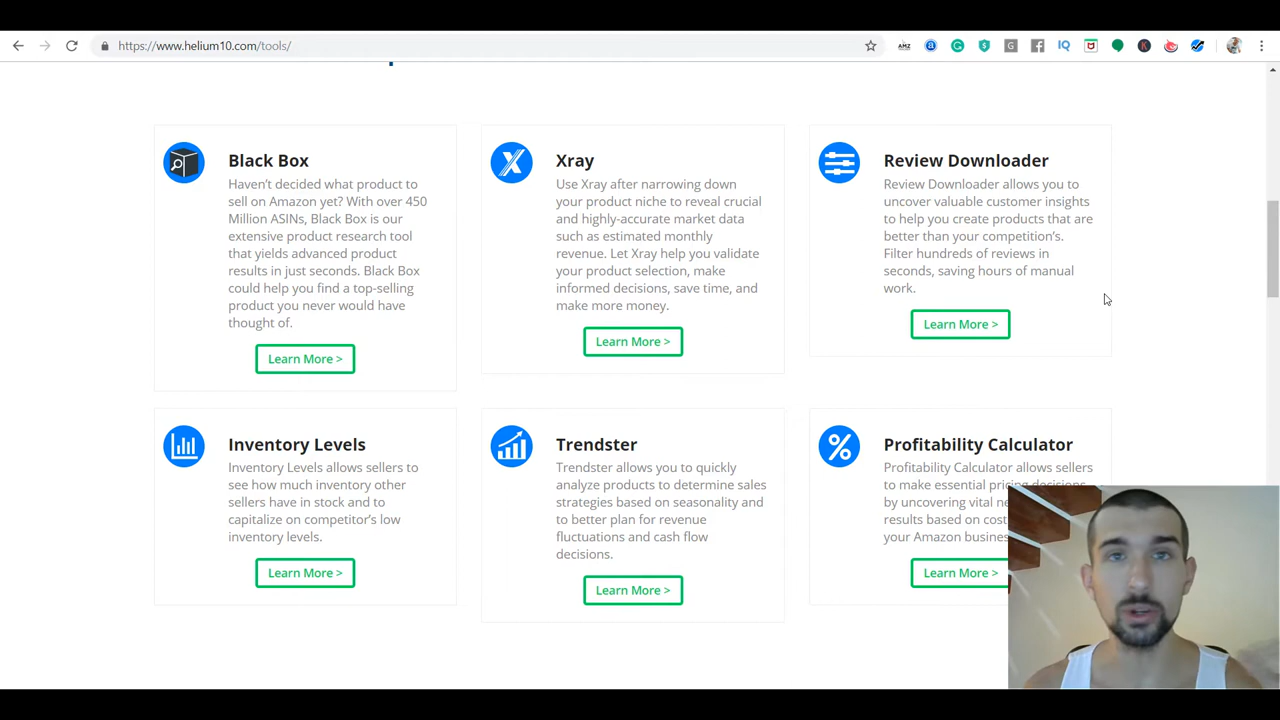 https://www.helium10.com/tools/
Black Box
Haven’t decided what product to
sell on Amazon yet? With over 450
Million ASINs, Black Box is our
extensive product research tool
that yields advanced product
results in just seconds. Black Box
could help you find a top-selling
product you never would have
thought of.
Learn More >
Xray
Use Xray after narrowing down
your product niche to reveal crucial
and highly-accurate market data
such as estimated monthly
revenue. Let Xray help you validate
your product selection, make
informed decisions, save time, and
make more money.
Learn More >
Review Downloader
Review Downloader allows you to
uncover valuable customer insights
to help you create products that are
better than your competition’s.
Filter hundreds of reviews in
seconds, saving hours of manual
work.
Learn More >
Inventory Levels
Inventory Levels allows sellers to
see how much inventory other
sellers have in stock and to
capitalize on competitor’s low
inventory levels.
Learn More >
Trendster
Trendster allows you to quickly
analyze products to determine sales
strategies based on seasonality and
to better plan for revenue
fluctuations and cash flow
decisions.
Learn More >
Profitability Calculator
Profitability Calculator allows sellers
to make essential pricing decisions
by uncovering vital
results based on cost
your Amazon
Learn More >